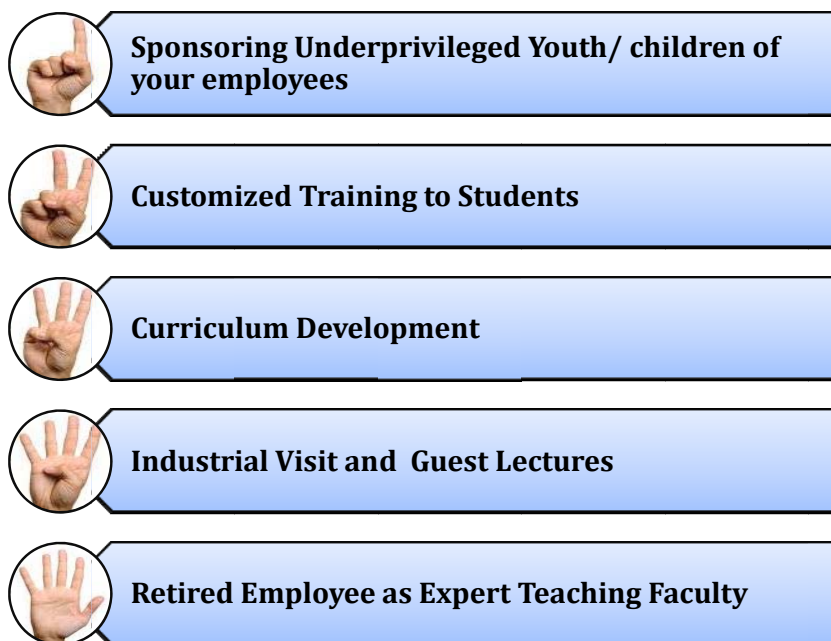 Sponsoring Underprivileged Youth/ children of
your employees
Customized Training to Students
Curriculum Development
Industrial Visit and  Guest Lectures
Retired Employee as Expert Teaching Faculty